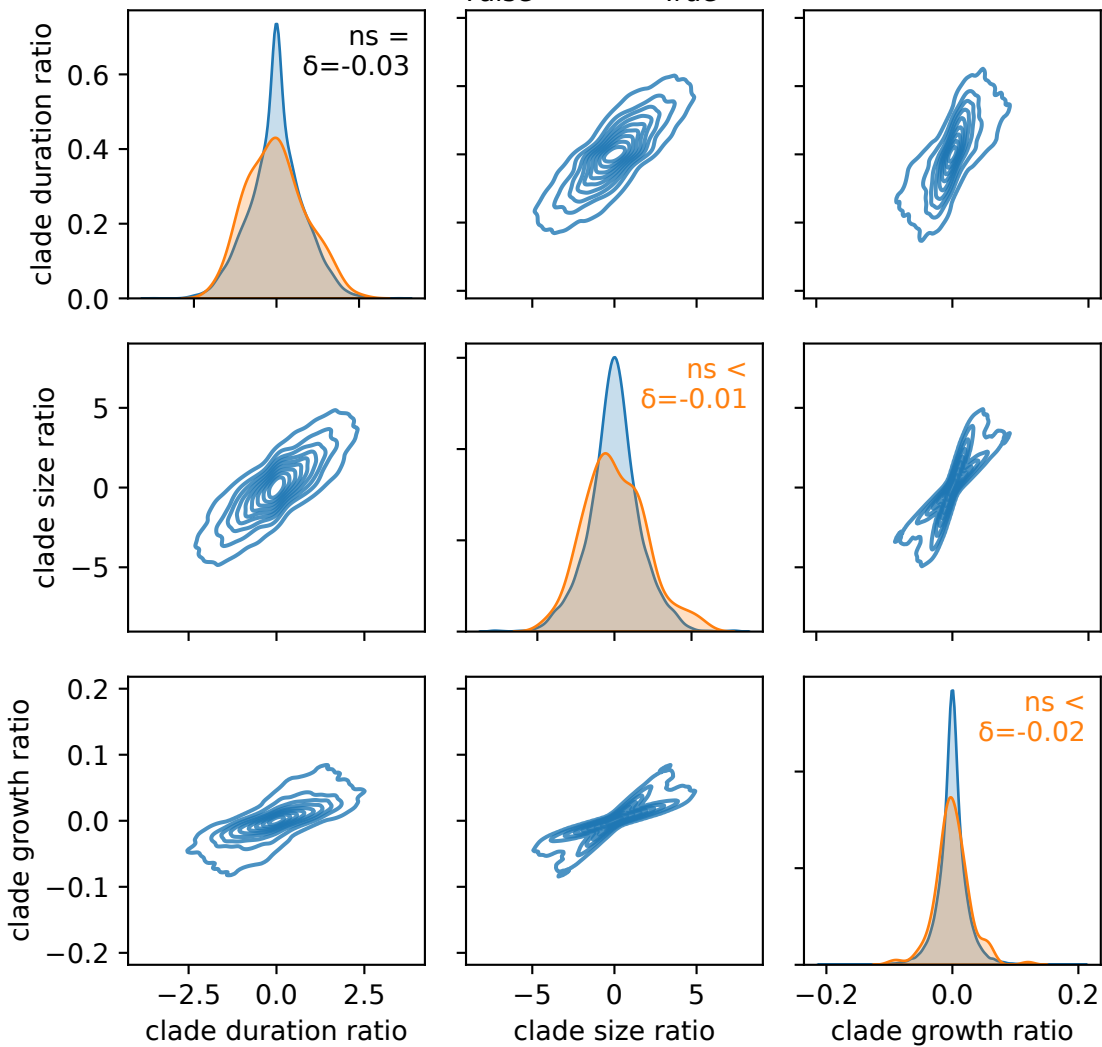 clade duration ratio
0.6
0.4
0.2
0.0
ns =
δ=-0.03
clade size ratio
5
0
−5
ns <
δ=-0.01
clade growth ratio
0.2
0.1
0.0
−0.1
−0.2
ns <
δ=-0.02
−2.5 0.0 2.5
−5 0 5
−0.2 0.0 0.2
clade duration ratio
clade size ratio
clade growth ratio